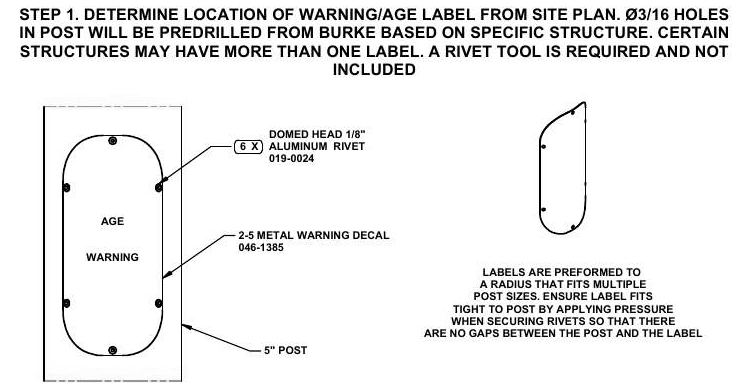 STEP 1. DETERMINE LOCATION OF WARNING/AGE LABEL FROM SITE PLAN. Ø3/16 HOLES
IN POST WILL BE PREDRILLED FROM BURKE BASED ON SPECIFIC STRUCTURE. CERTAIN
STRUCTURES MAY HAVE MORE THAN ONE LABEL. A RIVET TOOL IS REQUIRED AND NOT
INCLUDED
6 X
DOMED HEAD 1/8"
ALUMINUM RIVET
019-0024
AGE
WARNING
2-5 METAL WARNING DECAL
046-1385
5" POST
LABELS ARE PREFORMED TO
A RADIUS THAT FITS MULTIPLE
POST SIZES. ENSURE LABEL FITS
TIGHT TO POST BY APPLYING PRESSURE
WHEN SECURING RIVETS SO THAT THERE
ARE NO GAPS BETWEEN THE POST AND THE LABEL